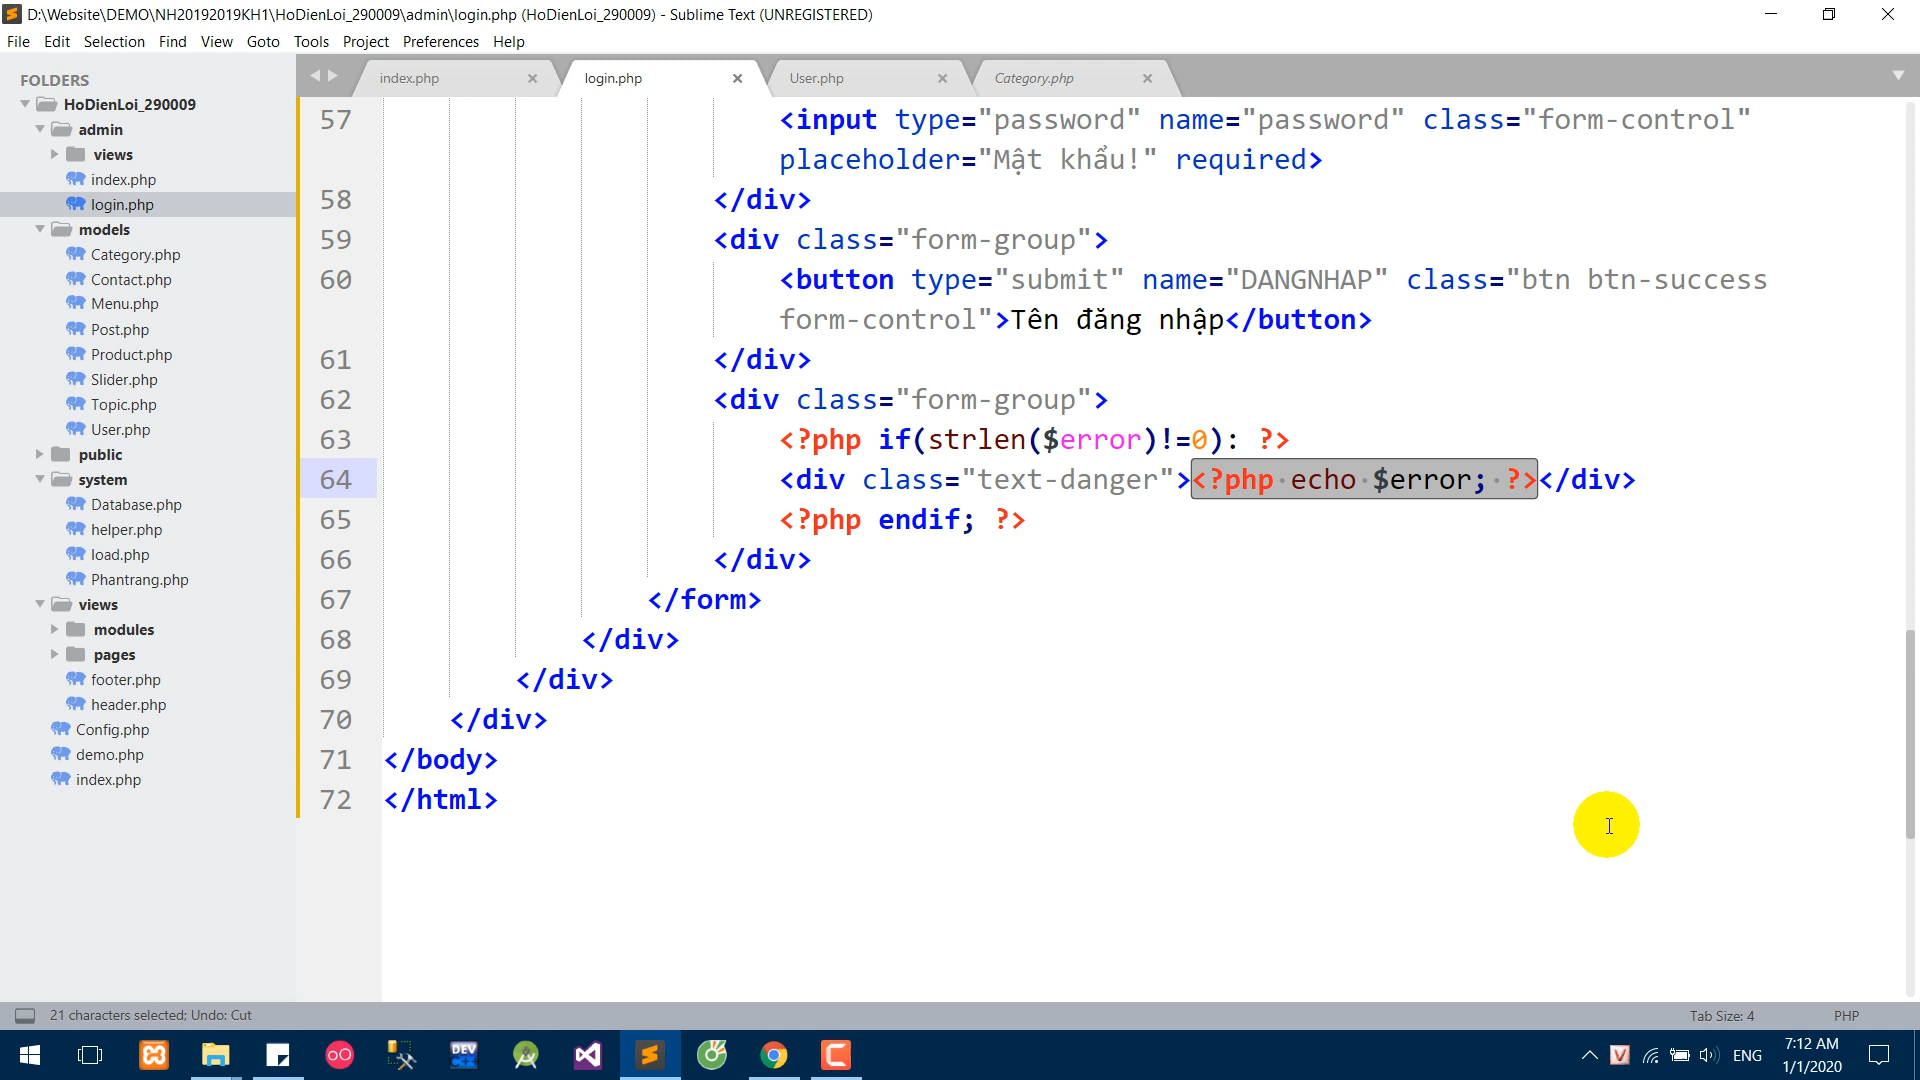 D:\Website\DEMO\NH20192019KH1\HoDienLoi_290009\admin\login.php (HoDienLoi_290009) - Sublime Text (UNREGISTERED)
File Edit Selection Find View Goto Tools Project Preferences Help
FOLDERS
HoDienLoi_290009
admin
views
index.php
login.php
models
Category.php
Contact.php
Menu.php
Post.php
Product.php
Slider.php
Topic.php
User.php
public
system
Database.php
helper.php
load.php
Phantrang.php
views
modules
pages
footer.php
header.php
Config.php
demo.php
index.php
index.php login.php User.php Category.php
57 <input type="password" name="password" class="form-control"
placeholder="Mật khẩu!" required>
58 </div>
59 <div class="form-group">
60 <button type="submit" name="DANGNHAP" class="btn btn-success
form-control">Tên đăng nhập</button>
61 </div>
62 <div class="form-group">
63 <?php if(strlen($error)!=0): ?>
64 <div class="text-danger"><?php echo $error; ?></div>
65 <?php endif; ?>
66 </div>
67 </form>
68 </div>
69 </div>
70 </div>
71 </body>
72 </html>
21 characters selected; Undo: Cut
Tab Size: 4 PHP
DEV
ENG
7:12 AM
1/1/2020